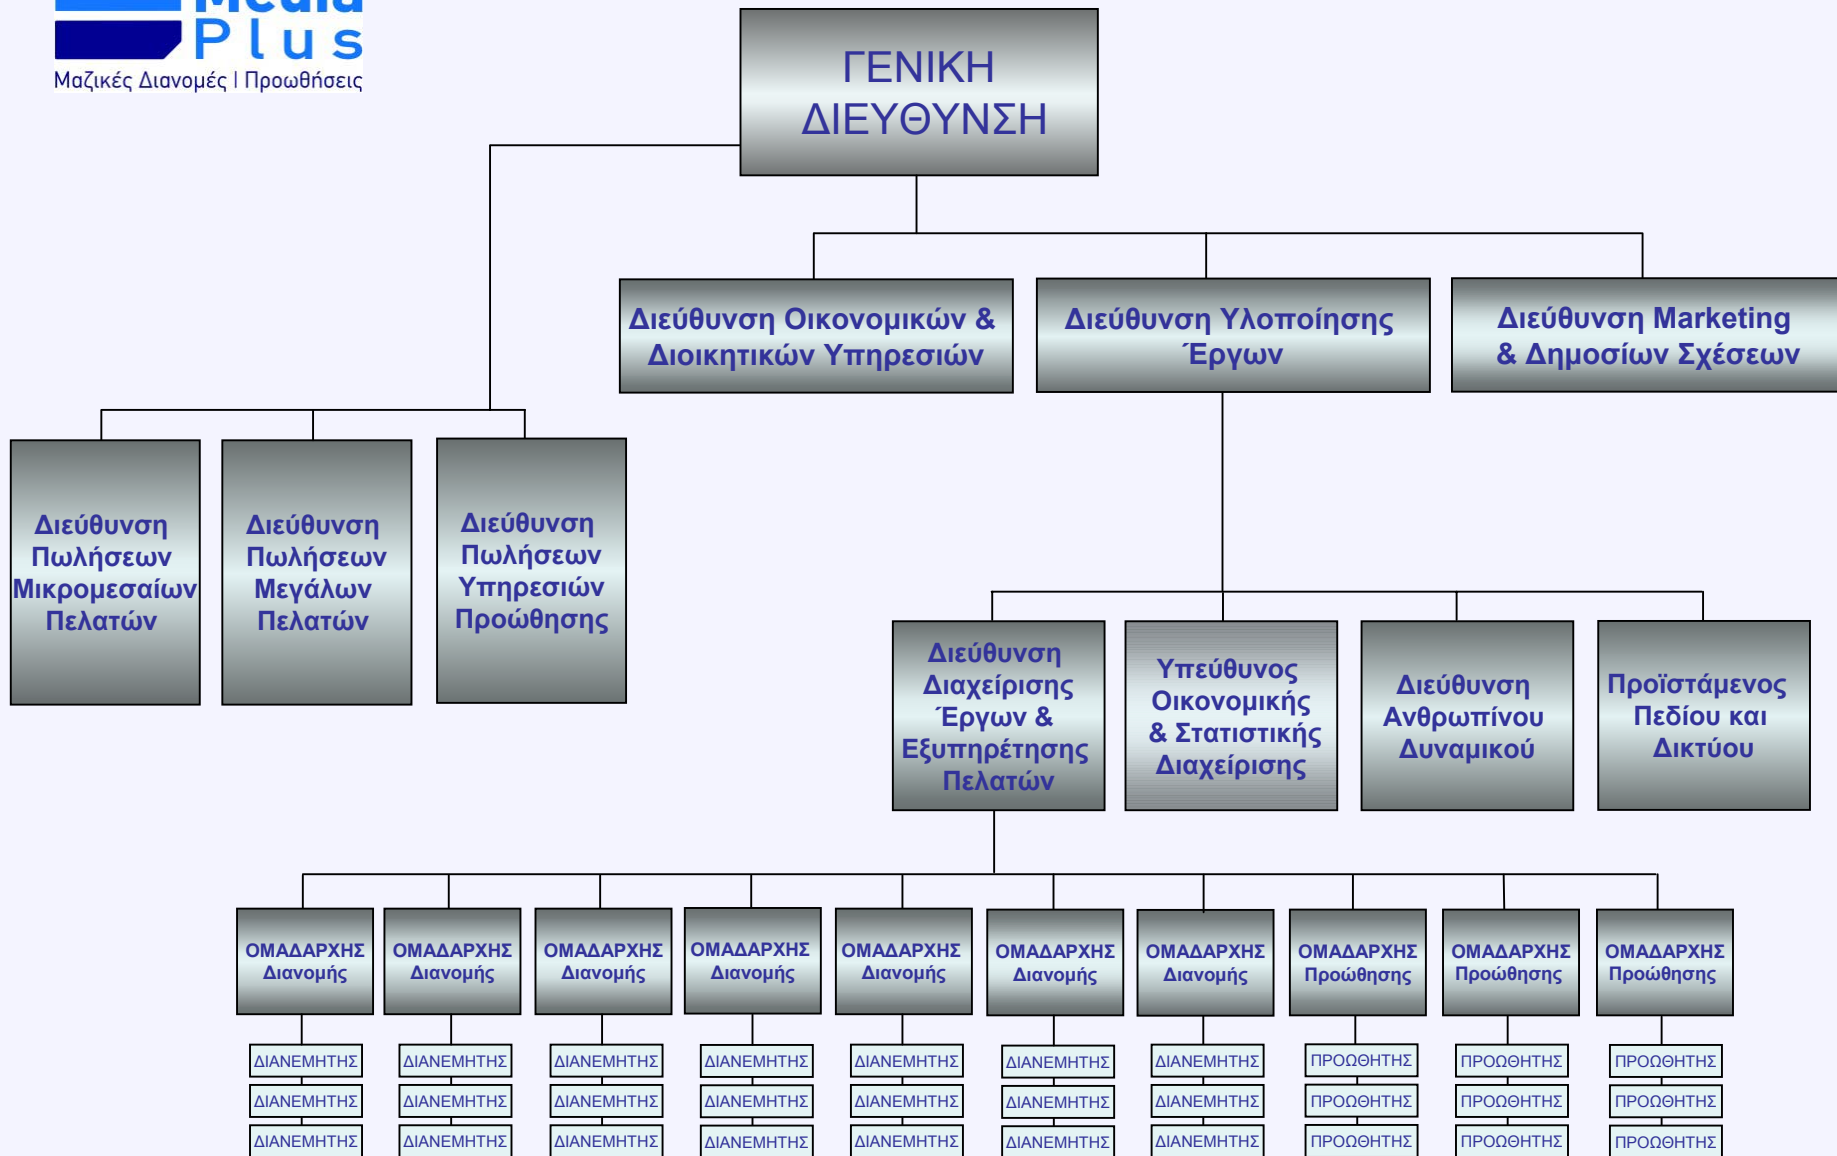 Media
Plus
Μαζικές Διανομές | Προωθήσεις
ΓΕΝΙΚΗ
ΔΙΕΥΘΥΝΣΗ
Διεύθυνση Οικονομικών &
Διοικητικών Υπηρεσιών
Διεύθυνση Υλοποίησης
Έργων
Διεύθυνση Marketing
& Δημοσίων Σχέσεων
Διεύθυνση
Πωλήσεων
Μικρομεσαίων
Πελατών
Διεύθυνση
Πωλήσεων
Μεγάλων
Πελατών
Διεύθυνση
Πωλήσεων
Υπηρεσιών
Προώθησης
Διεύθυνση
Διαχείρισης
Έργων &
Εξυπηρέτησης
Πελατών
Υπεύθυνος
Οικονομικής
& Στατιστικής
Διαχείρισης
Διεύθυνση
Ανθρωπίνου
Δυναμικού
Προϊστάμενος
Πεδίου και
Δικτύου
ΟΜΑΔΑΡΧΗΣ
Διανομής
ΟΜΑΔΑΡΧΗΣ
Διανομής
ΟΜΑΔΑΡΧΗΣ
Διανομής
ΟΜΑΔΑΡΧΗΣ
Διανομής
ΟΜΑΔΑΡΧΗΣ
Διανομής
ΟΜΑΔΑΡΧΗΣ
Διανομής
ΟΜΑΔΑΡΧΗΣ
Διανομής
ΟΜΑΔΑΡΧΗΣ
Προώθησης
ΟΜΑΔΑΡΧΗΣ
Προώθησης
ΟΜΑΔΑΡΧΗΣ
Προώθησης
ΔΙΑΝΕΜΗΤΗΣ ΔΙΑΝΕΜΗΤΗΣ ΔΙΑΝΕΜΗΤΗΣ ΔΙΑΝΕΜΗΤΗΣ ΔΙΑΝΕΜΗΤΗΣ ΔΙΑΝΕΜΗΤΗΣ ΔΙΑΝΕΜΗΤΗΣ ΠΡΟΩΘΗΤΗΣ ΠΡΟΩΘΗΤΗΣ ΠΡΟΩΘΗΤΗΣ
ΔΙΑΝΕΜΗΤΗΣ ΔΙΑΝΕΜΗΤΗΣ ΔΙΑΝΕΜΗΤΗΣ ΔΙΑΝΕΜΗΤΗΣ ΔΙΑΝΕΜΗΤΗΣ ΔΙΑΝΕΜΗΤΗΣ ΔΙΑΝΕΜΗΤΗΣ ΠΡΟΩΘΗΤΗΣ ΠΡΟΩΘΗΤΗΣ ΠΡΟΩΘΗΤΗΣ
ΔΙΑΝΕΜΗΤΗΣ ΔΙΑΝΕΜΗΤΗΣ ΔΙΑΝΕΜΗΤΗΣ ΔΙΑΝΕΜΗΤΗΣ ΔΙΑΝΕΜΗΤΗΣ ΔΙΑΝΕΜΗΤΗΣ ΔΙΑΝΕΜΗΤΗΣ ΠΡΟΩΘΗΤΗΣ ΠΡΟΩΘΗΤΗΣ ΠΡΟΩΘΗΤΗΣ